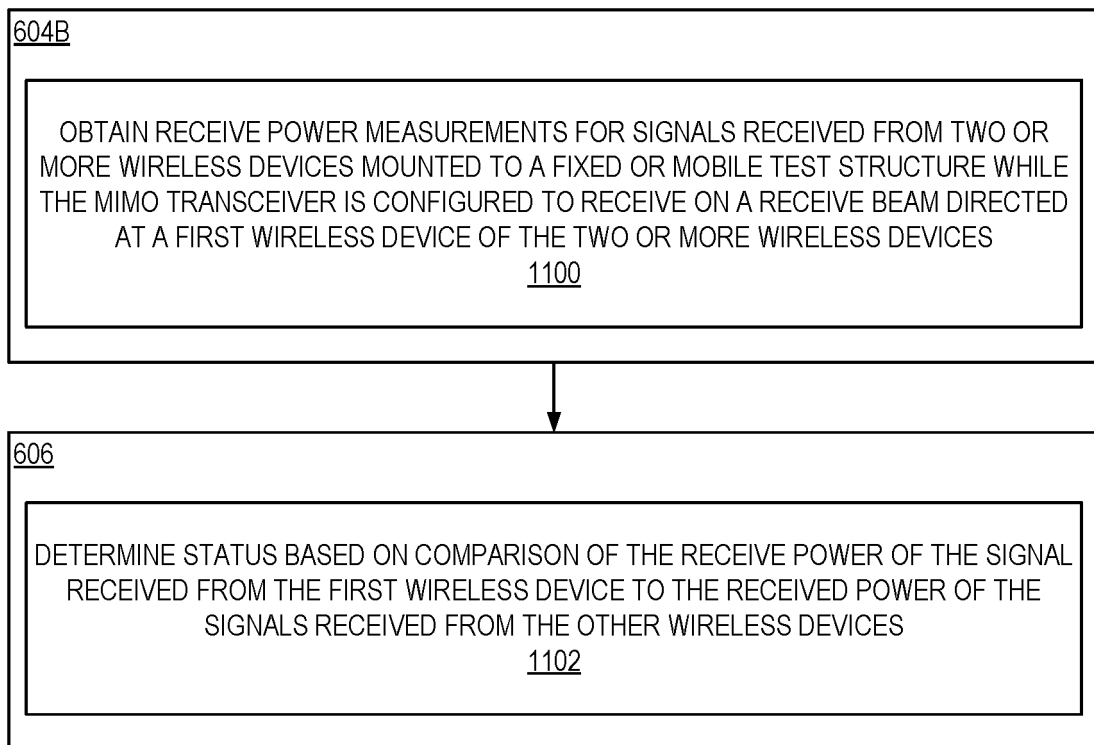 604B
OBTAIN RECEIVE POWER MEASUREMENTS FOR SIGNALS RECEIVED FROM TWO OR
MORE WIRELESS DEVICES MOUNTED TO A FIXED OR MOBILE TEST STRUCTURE WHILE
THE MIMO TRANSCEIVER IS CONFIGURED TO RECEIVE ON A RECEIVE BEAM DIRECTED
AT A FIRST WIRELESS DEVICE OF THE TWO OR MORE WIRELESS DEVICES
1100
606
DETERMINE STATUS BASED ON COMPARISON OF THE RECEIVE POWER OF THE SIGNAL
RECEIVED FROM THE FIRST WIRELESS DEVICE TO THE RECEIVED POWER OF THE
SIGNALS RECEIVED FROM THE OTHER WIRELESS DEVICES
1102